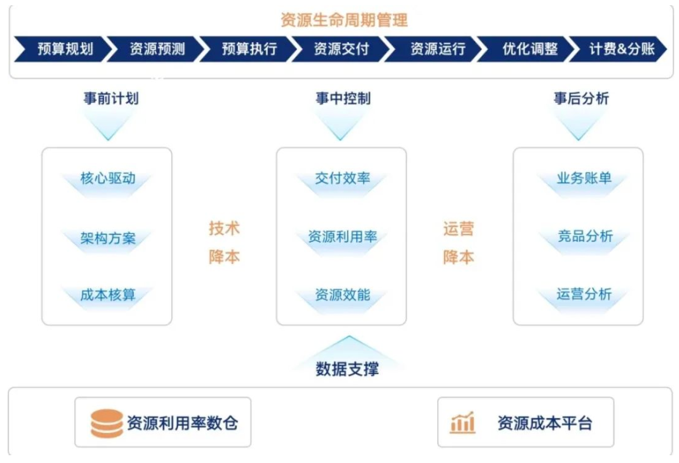 资源生命周期管理
预算规划 资源预测 预算执行 资源交付 资源运行 优化调整 计费&分账
事前计划 事中控制 事后分析
核心驱动 交付效率 业务账单
技术 运营
架构方案 资源利用率 竞品分析
降本 降本
成本核算 资源效能 运营分析
数据支撑
资源利用率数仓 资源成本平台